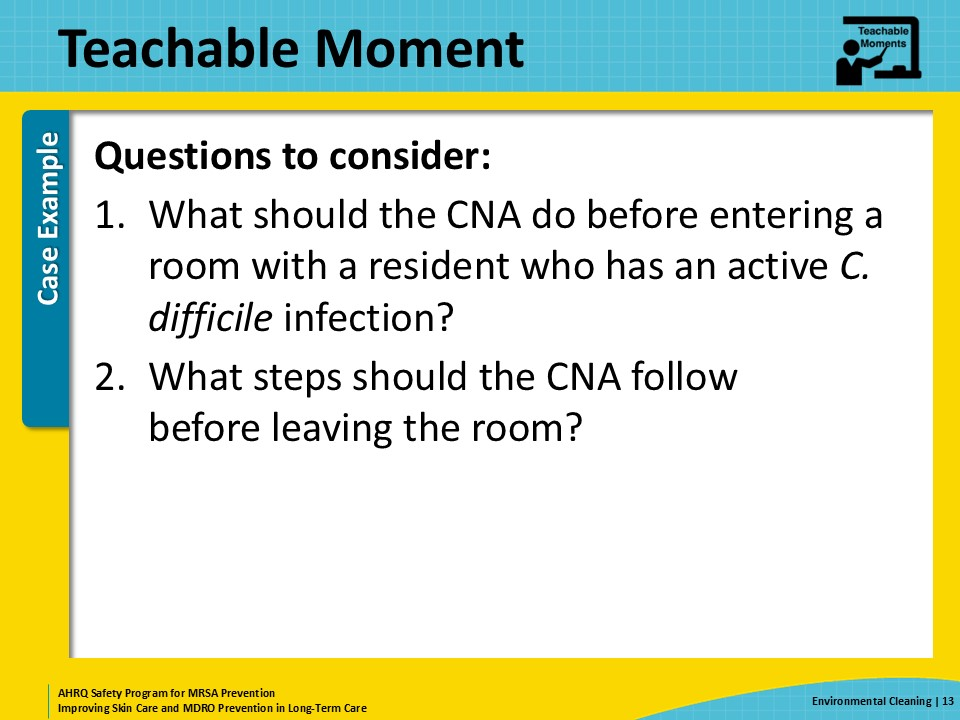 Teachable Moment
Teachable
Moments
Case Example
Questions to consider:
1. What should the CNA do before entering a
room with a resident who has an active C.
difficile infection?
2. What steps should the CNA follow
before leaving the room?
AHRQ Safety Program for MRSA Prevention
Improving Skin Care and MDRO Prevention in Long-Term Care
Environmental Cleaning | 13